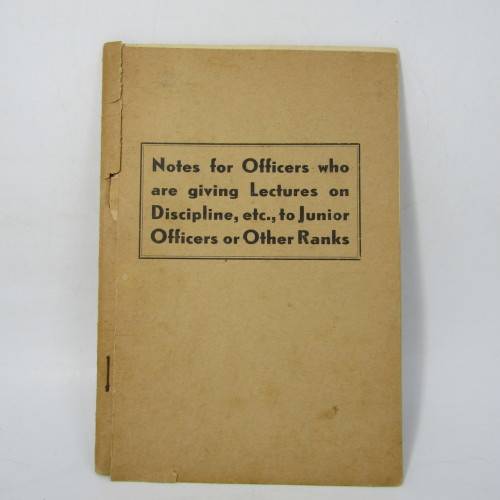 Notes for Officers who
are giving Lectures on
Discipline, etc., to Junior
Officers or Other Ranks